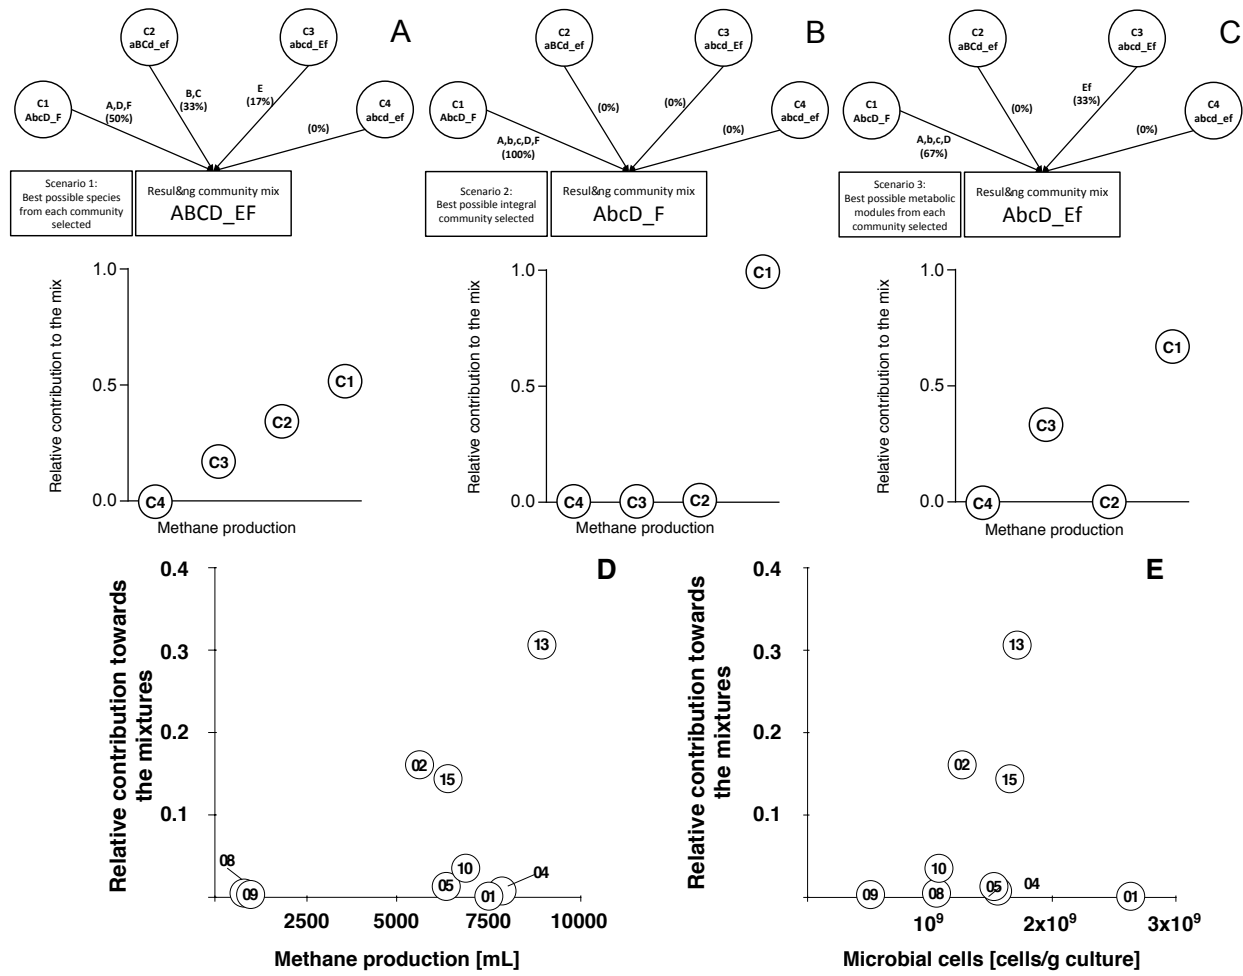 A
C2
aBCd_ef
C3
abcd_Ef
C1
AbcD_F
C4
abcd_ef
A,D,F
(50%)
B,C
(33%)
E
(17%)
(0%)
Scenario 1:
Best possible species
from each community
selected
Resul&ng community mix
ABCD_EF
B
C2
aBCd_ef
C3
abcd_Ef
C1
AbcD_F
C4
abcd_ef
A,b,c,D,F
(100%)
(0%)
(0%)
(0%)
Scenario 2:
Best possible integral
community selected
Resul&ng community mix
AbcD_F
C
C2
aBCd_ef
C3
abcd_Ef
C1
AbcD_F
C4
abcd_ef
A,b,c,D
(67%)
(0%)
Ef
(33%)
(0%)
Scenario 3:
Best possible metabolic
modules from each
community selected
Resul&ng community mix
AbcD_Ef
Relative contribution to the mix
1.0
0.5
0.0
C1
C2
C3
C4
Methane production
Relative contribution to the mix
1.0
0.5
0.0
C1
C4
C3
C2
Methane production
Relative contribution to the mix
1.0
0.5
0.0
C1
C3
C4
C2
Methane production
D
Relative contribution towards
the mixtures
0.4
0.3
0.2
0.1
13
02
15
08
09
10
05
04
01
2500
5000
7500
10000
Methane production [mL]
E
Relative contribution towards
the mixtures
0.4
0.3
0.2
0.1
13
02
15
10
09
08
05
04
01
10⁹
2x10⁹
3x10⁹
Microbial cells [cells/g culture]